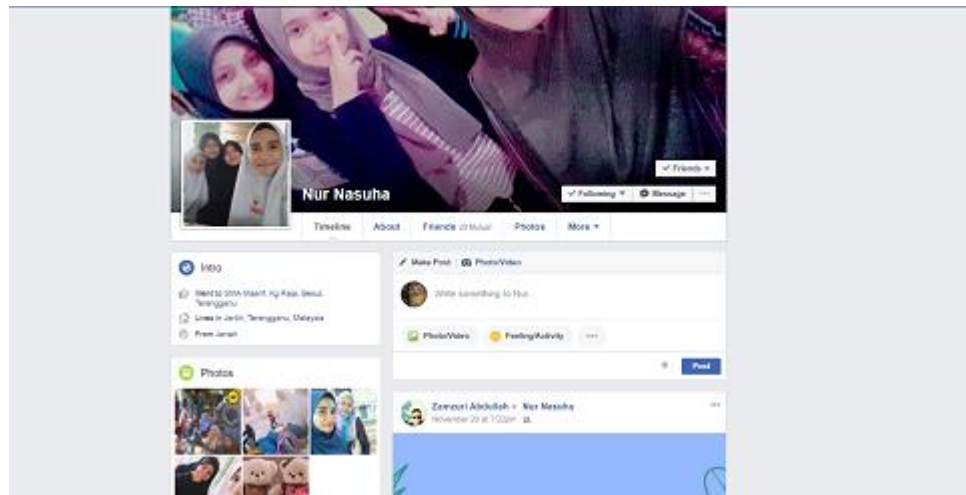 Friends
Nur Nasuha
Following
Message
Timeline
About
Friends 23 Mutual
Photos
More
Intro
Went to SMA Maarif, Kg Raja, Besut,
Terengganu
Lives in Jertih, Terengganu, Malaysia
From
Make Post
Photo/Video
Write something to Nur...
Photo/Video
Feeling/Activity
Post
Photos
Zamzuri Abdullah
Nur Nasuha
November 29 at 7:02pm